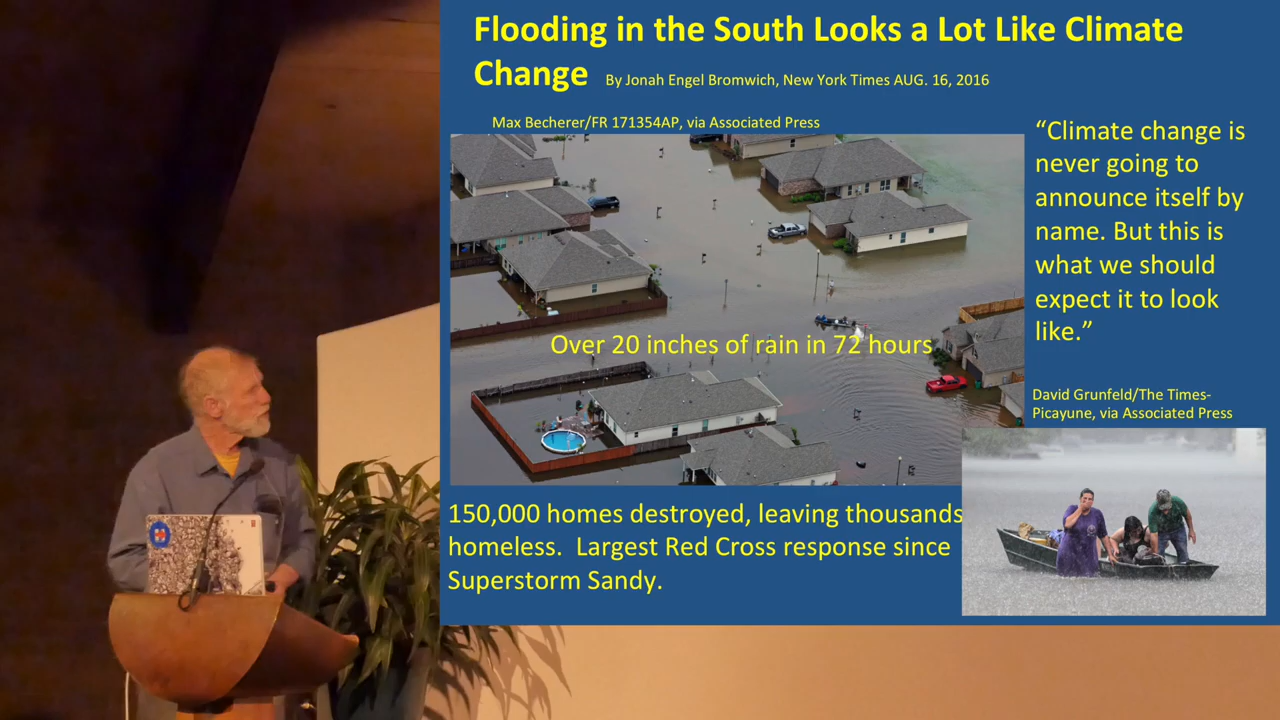 Flooding in the South Looks a Lot Like Climate
Change By Jonah Engel Bromwich, New York Times AUG. 16, 2016
Max Becherer/FR 171354AP, via Associated Press
“Climate change is
never going to
announce itself by
name. But this is
what we should
expect it to look
like.”
Over 20 inches of rain in 72 hours
David Grunfeld/The Times-
Picayune, via Associated Press
150,000 homes destroyed, leaving thousands
homeless.  Largest Red Cross response since
Superstorm Sandy.
H